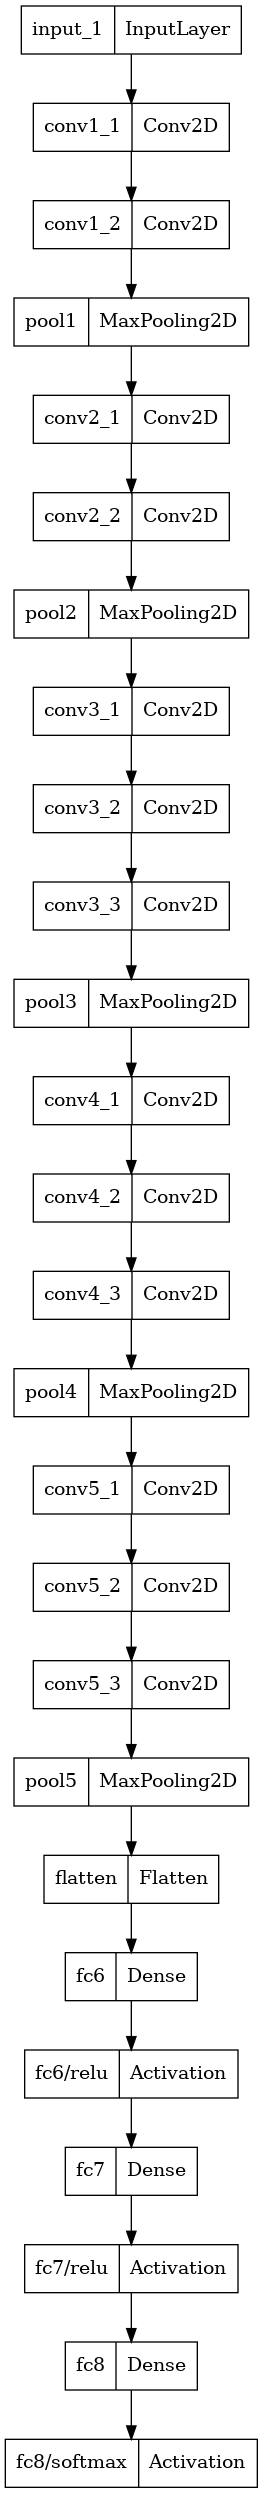 input_1 InputLayer
conv1_1 Conv2D
conv1_2 Conv2D
pool1 MaxPooling2D
conv2_1 Conv2D
conv2_2 Conv2D
pool2 MaxPooling2D
conv3_1 Conv2D
conv3_2 Conv2D
conv3_3 Conv2D
pool3 MaxPooling2D
conv4_1 Conv2D
conv4_2 Conv2D
conv4_3 Conv2D
pool4 MaxPooling2D
conv5_1 Conv2D
conv5_2 Conv2D
conv5_3 Conv2D
pool5 MaxPooling2D
flatten Flatten
fc6 Dense
fc6/relu Activation
fc7 Dense
fc7/relu Activation
fc8 Dense
fc8/softmax Activation